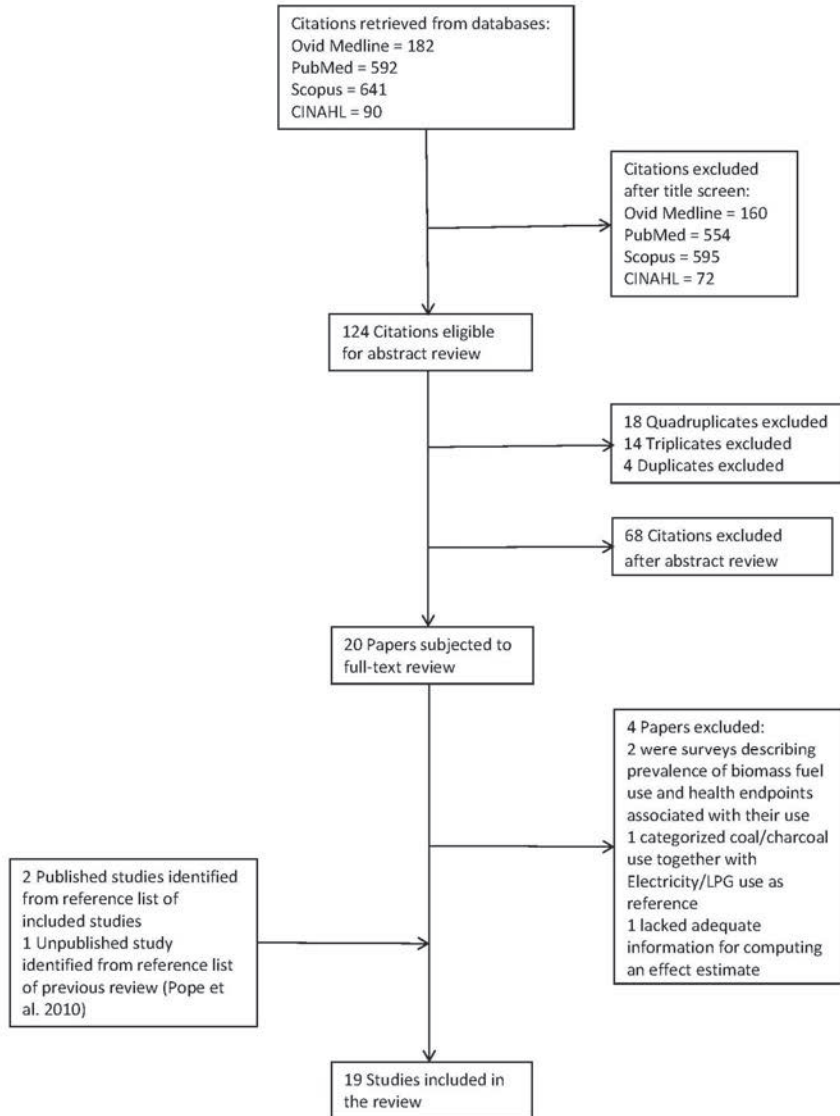 Citations retrieved from databases:
Ovid Medline = 182
PubMed = 592
Scopus = 641
CINAHL = 90
Citations excluded
after title screen:
Ovid Medline = 160
PubMed = 554
Scopus = 595
CINAHL = 72
124 Citations eligible
for abstract review
18 Quadruplicates excluded
14 Triplicates excluded
4 Duplicates excluded
68 Citations excluded
after abstract review
20 Papers subjected to
full-text review
4 Papers excluded:
2 were surveys describing
prevalence of biomass fuel
use and health endpoints
associated with their use
1 categorized coal/charcoal
use together with
Electricity/LPG use as
reference
1 lacked adequate
information for computing
an effect estimate
2 Published studies identified
from reference list of
included studies
1 Unpublished study
identified from reference list
of previous review (Pope et
al. 2010)
19 Studies included in
the review